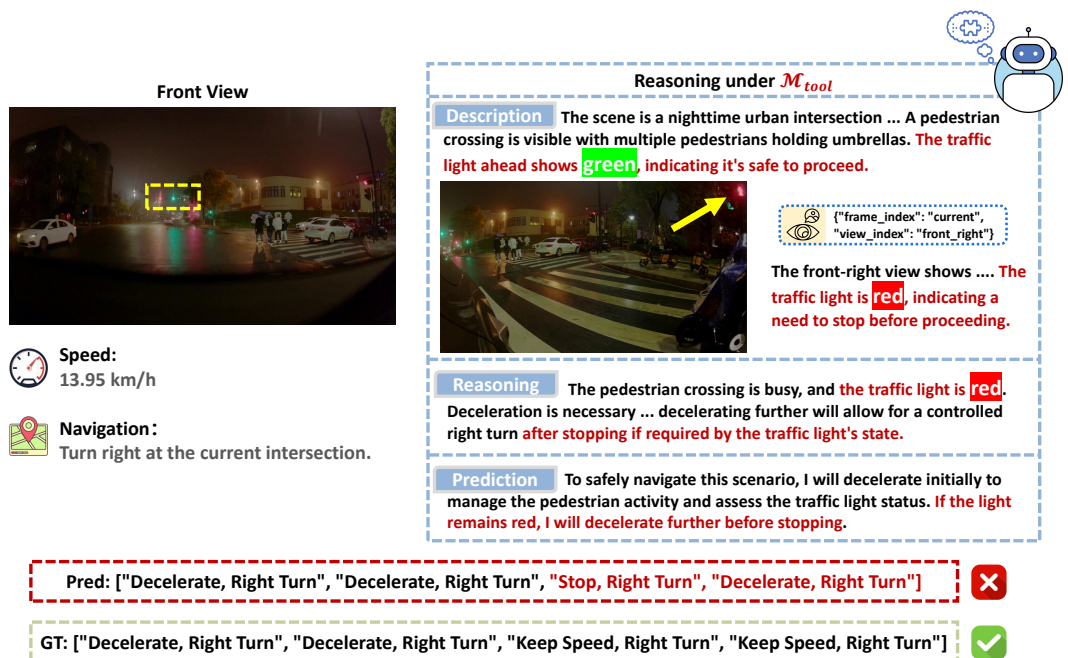 Front View
Speed:
13.95 km/h
Navigation:
Turn right at the current intersection.
Reasoning under M_tool
Description The scene is a nighttime urban intersection ... A pedestrian
crossing is visible with multiple pedestrians holding umbrellas. The traffic
light ahead shows green, indicating it's safe to proceed.
{"frame_index": "current",
"view_index": "front_right"}
The front-right view shows .... The
traffic light is red, indicating a
need to stop before proceeding.
Reasoning The pedestrian crossing is busy, and the traffic light is red.
Deceleration is necessary ... decelerating further will allow for a controlled
right turn after stopping if required by the traffic light's state.
Prediction To safely navigate this scenario, I will decelerate initially to
manage the pedestrian activity and assess the traffic light status. If the light
remains red, I will decelerate further before stopping.
Pred: ["Decelerate, Right Turn", "Decelerate, Right Turn", "Stop, Right Turn", "Decelerate, Right Turn"]
GT: ["Decelerate, Right Turn", "Decelerate, Right Turn", "Keep Speed, Right Turn", "Keep Speed, Right Turn"]